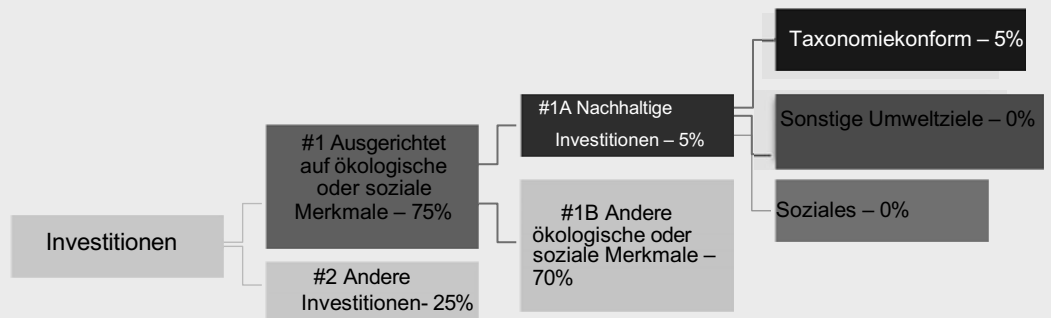 Investitionen
#1 Ausgerichtet
auf ökologische
oder soziale
Merkmale – 75%
#2 Andere
Investitionen- 25%
#1A Nachhaltige
Investitionen – 5%
#1B Andere
ökologische oder
soziale Merkmale –
70%
Taxonomiekonform – 5%
Sonstige Umweltziele – 0%
Soziales – 0%